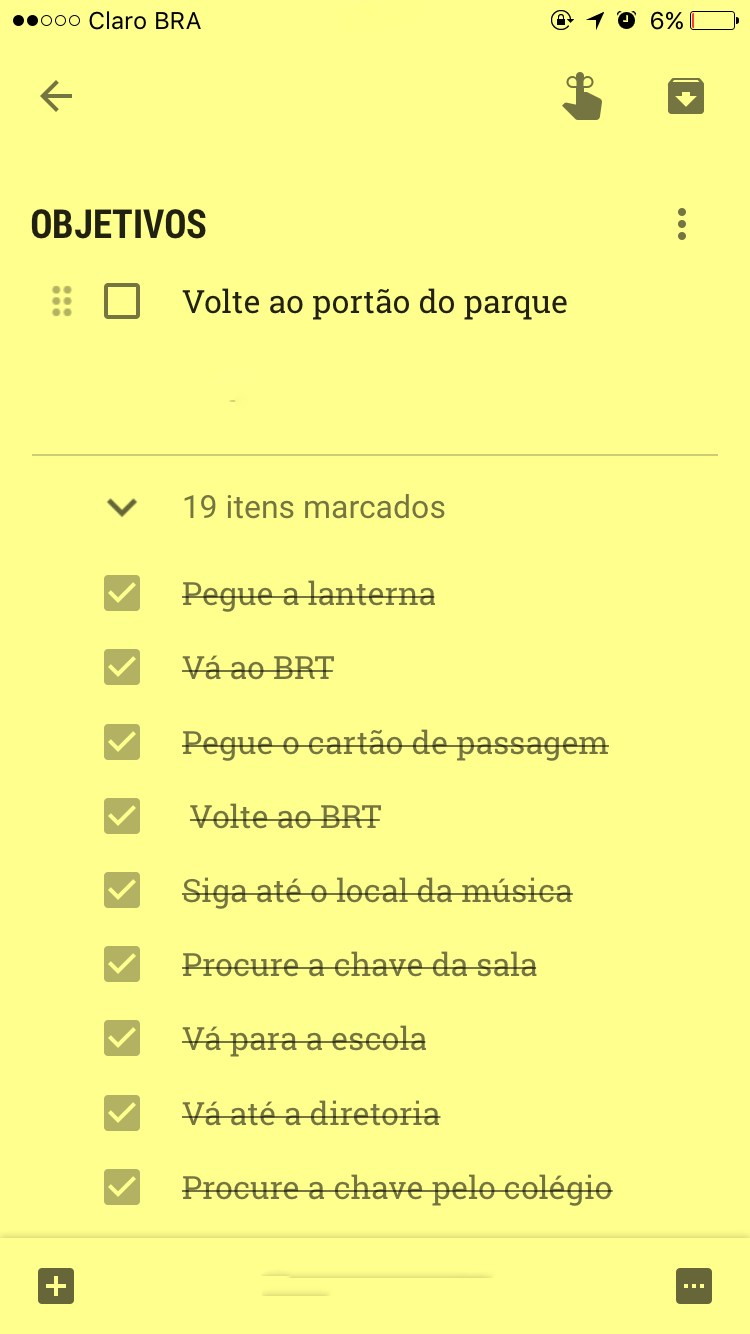 Claro BRA 6%
OBJETIVOS
Volte ao portão do parque
19 itens marcados
Pegue a lanterna
Vá ao BRT
Pegue o cartão de passagem
Volte ao BRT
Siga até o local da música
Procure a chave da sala
Vá para a escola
Vá até a diretoria
Procure a chave pelo colégio